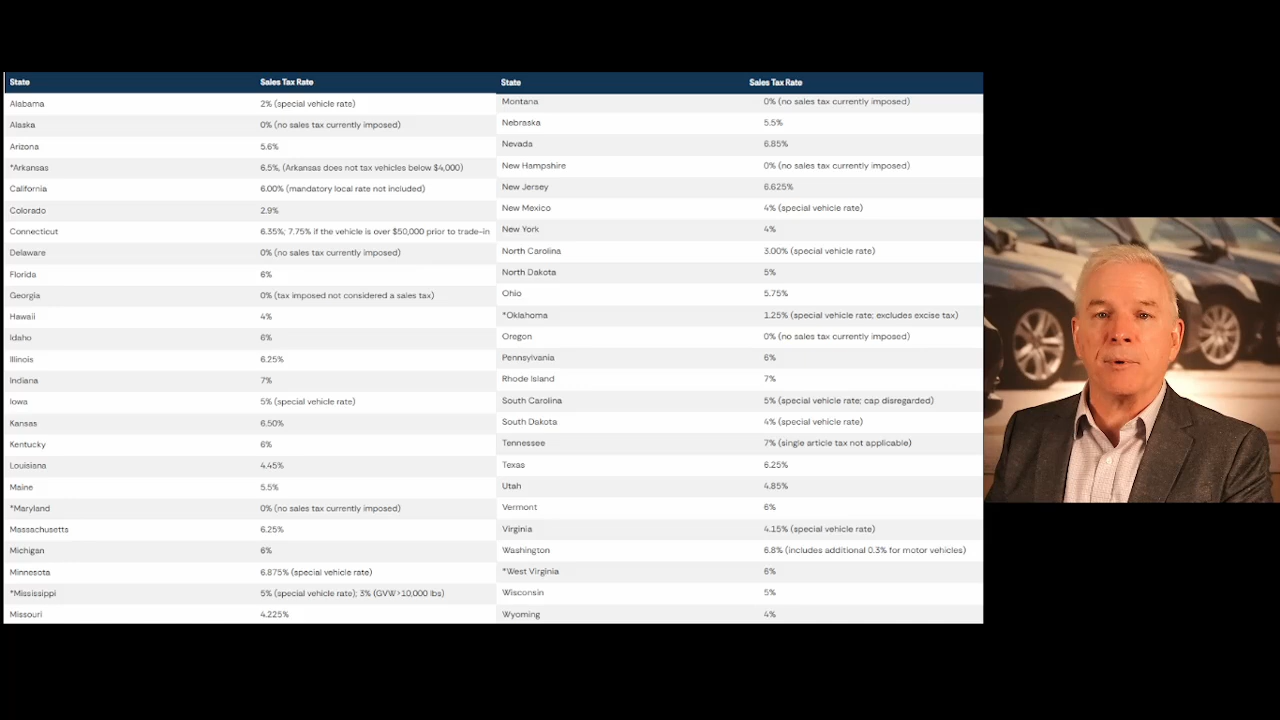 State Sales Tax Rate
Alabama 2% (special vehicle rate)
Alaska 0% (no sales tax currently imposed)
Arizona 5.6%
*Arkansas 6.5%, (Arkansas does not tax vehicles below $4,000)
California 6.00% (mandatory local rate not included)
Colorado 2.9%
Connecticut 6.35%; 7.75% if the vehicle is over $50,000 prior to trade-in
Delaware 0% (no sales tax currently imposed)
Florida 6%
Georgia 0% (tax imposed not considered a sales tax)
Hawaii 4%
Idaho 6%
Illinois 6.25%
Indiana 7%
Iowa 5% (special vehicle rate)
Kansas 6.50%
Kentucky 6%
Louisiana 4.45%
Maine 5.5%
*Maryland 0% (no sales tax currently imposed)
Massachusetts 6.25%
Michigan 6%
Minnesota 6.875% (special vehicle rate)
*Mississippi 5% (special vehicle rate); 3% (GVW>10,000 lbs)
Missouri 4.225%
State Sales Tax Rate
Montana 0% (no sales tax currently imposed)
Nebraska 5.5%
Nevada 6.85%
New Hampshire 0% (no sales tax currently imposed)
New Jersey 6.625%
New Mexico 4% (special vehicle rate)
New York 4%
North Carolina 3.00% (special vehicle rate)
North Dakota 5%
Ohio 5.75%
*Oklahoma 1.25% (special vehicle rate; excludes excise tax)
Oregon 0% (no sales tax currently imposed)
Pennsylvania 6%
Rhode Island 7%
South Carolina 5% (special vehicle rate; cap disregarded)
South Dakota 4% (special vehicle rate)
Tennessee 7% (single article tax not applicable)
Texas 6.25%
Utah 4.85%
Vermont 6%
Virginia 4.15% (special vehicle rate)
Washington 6.8% (includes additional 0.3% for motor vehicles)
*West Virginia 6%
Wisconsin 5%
Wyoming 4%